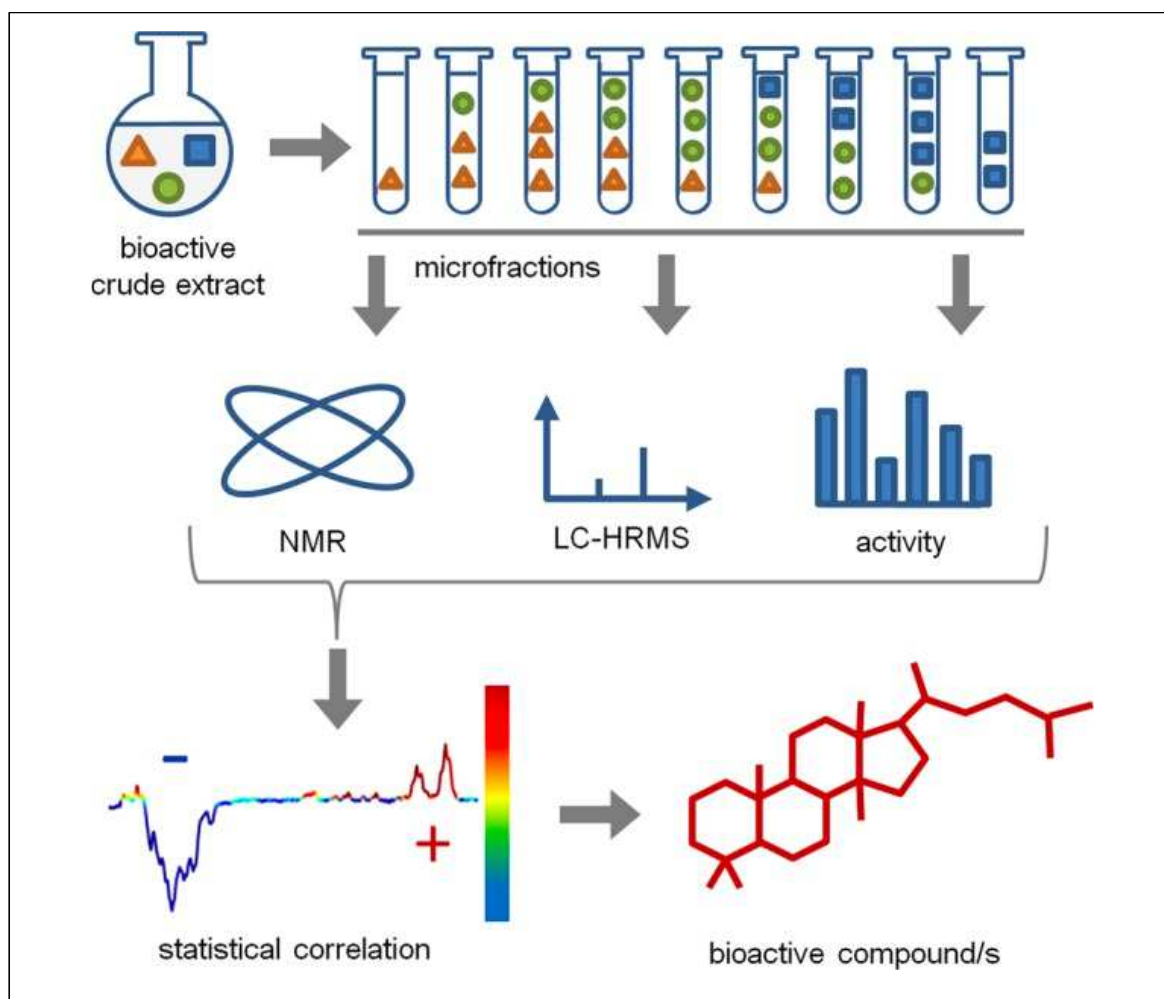 bioactive
crude extract
microfractions
NMR
LC-HRMS
activity
−
+
statistical correlation
bioactive compound/s